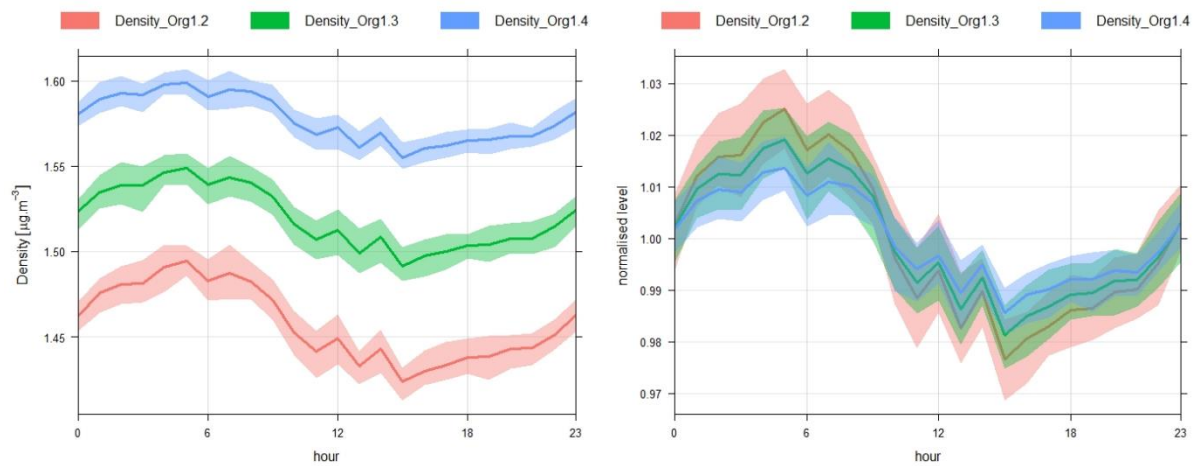 Density_Org1.2 Density_Org1.3 Density_Org1.4
Density [µg.m⁻³]
1.60
1.55
1.50
1.45
0 6 12 18 23
hour
Density_Org1.2 Density_Org1.3 Density_Org1.4
normalised level
1.03
1.02
1.01
1.00
0.99
0.98
0.97
0 6 12 18 23
hour